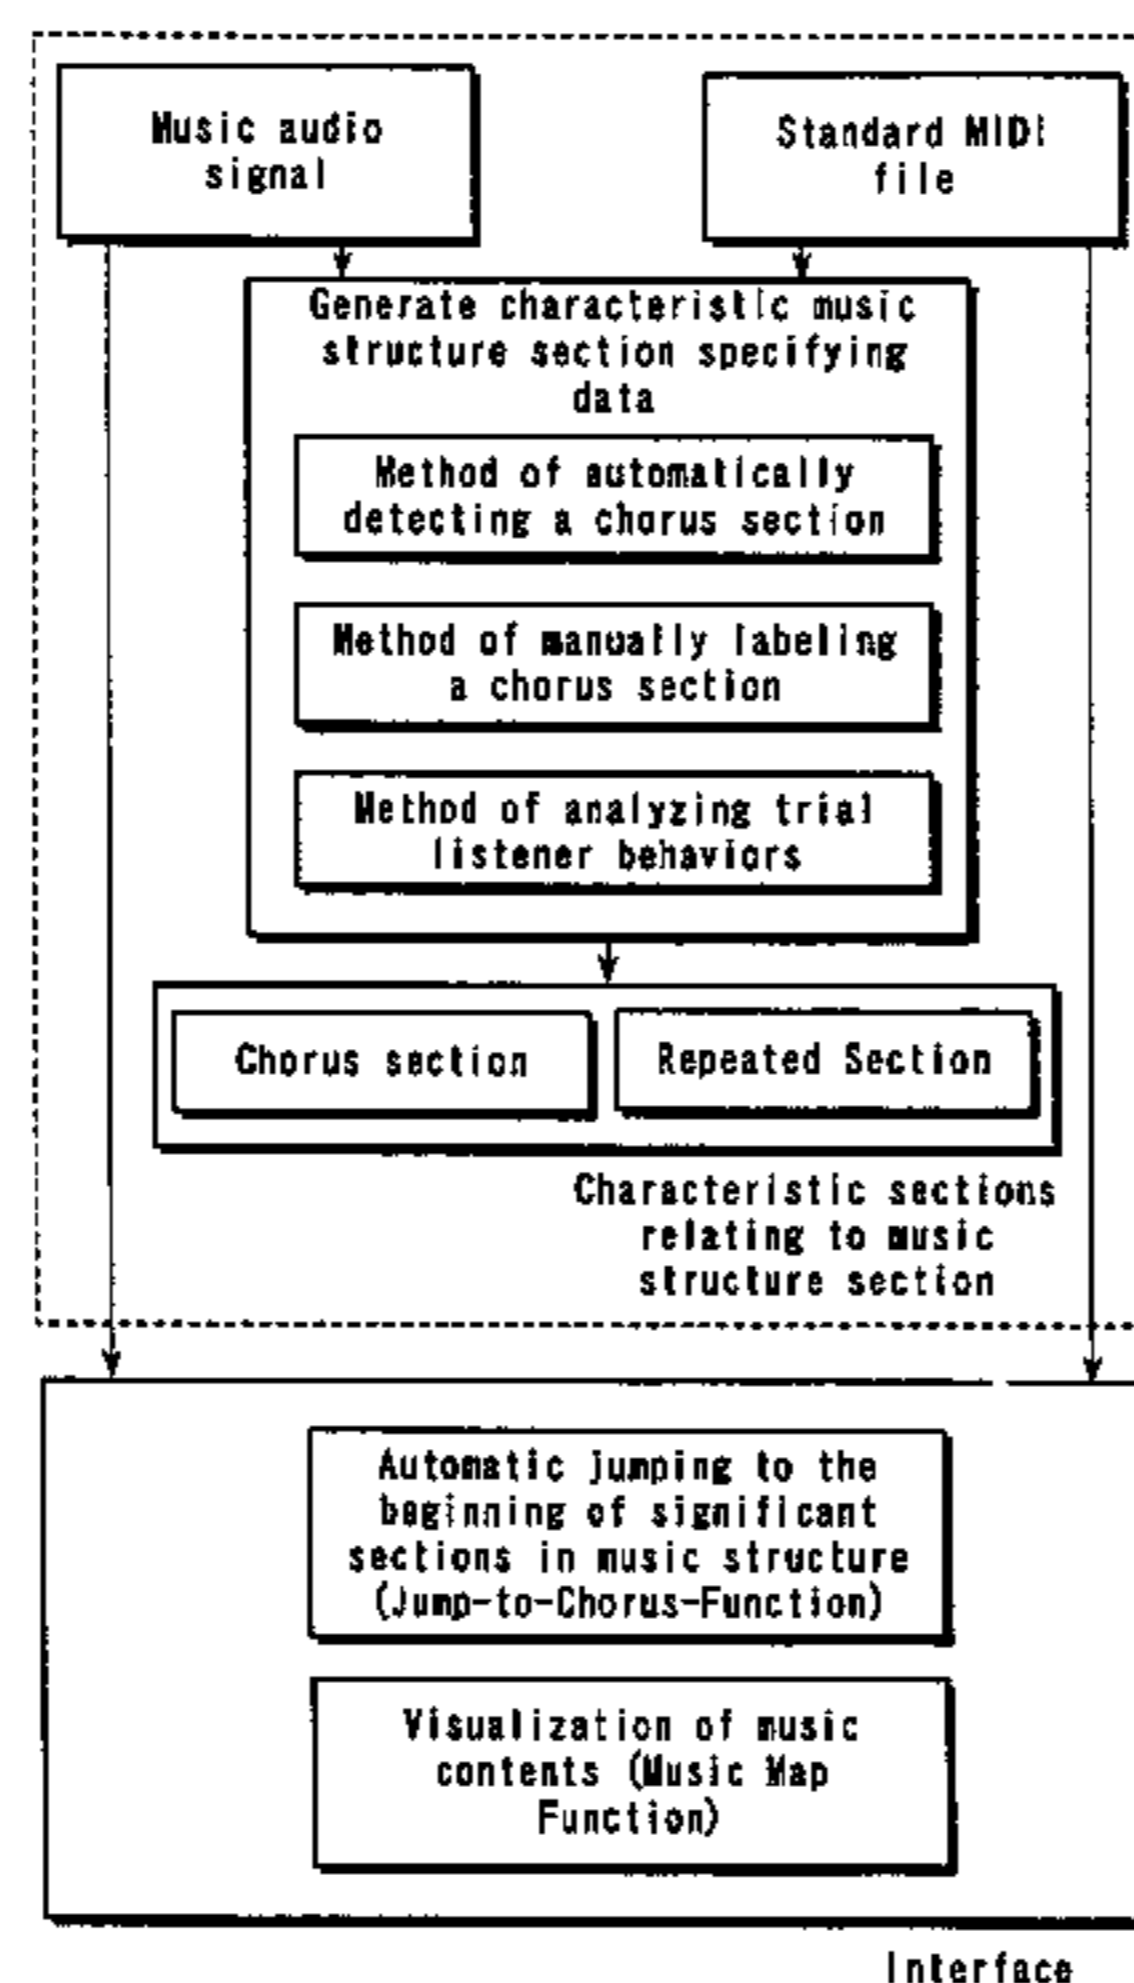 Music audio
signal
Standard MIDI
file
Generate characteristic music
structure section specifying
data
Method of automatically
detecting a chorus section
Method of manually labeling
a chorus section
Method of analyzing trial
listener behaviors
Chorus section
Repeated Section
Characteristic sections
relating to music
structure section
Automatic jumping to the
beginning of significant
sections in music structure
(Jump-to-Chorus-Function)
Visualization of music
contents (Music Map
Function)
Interface